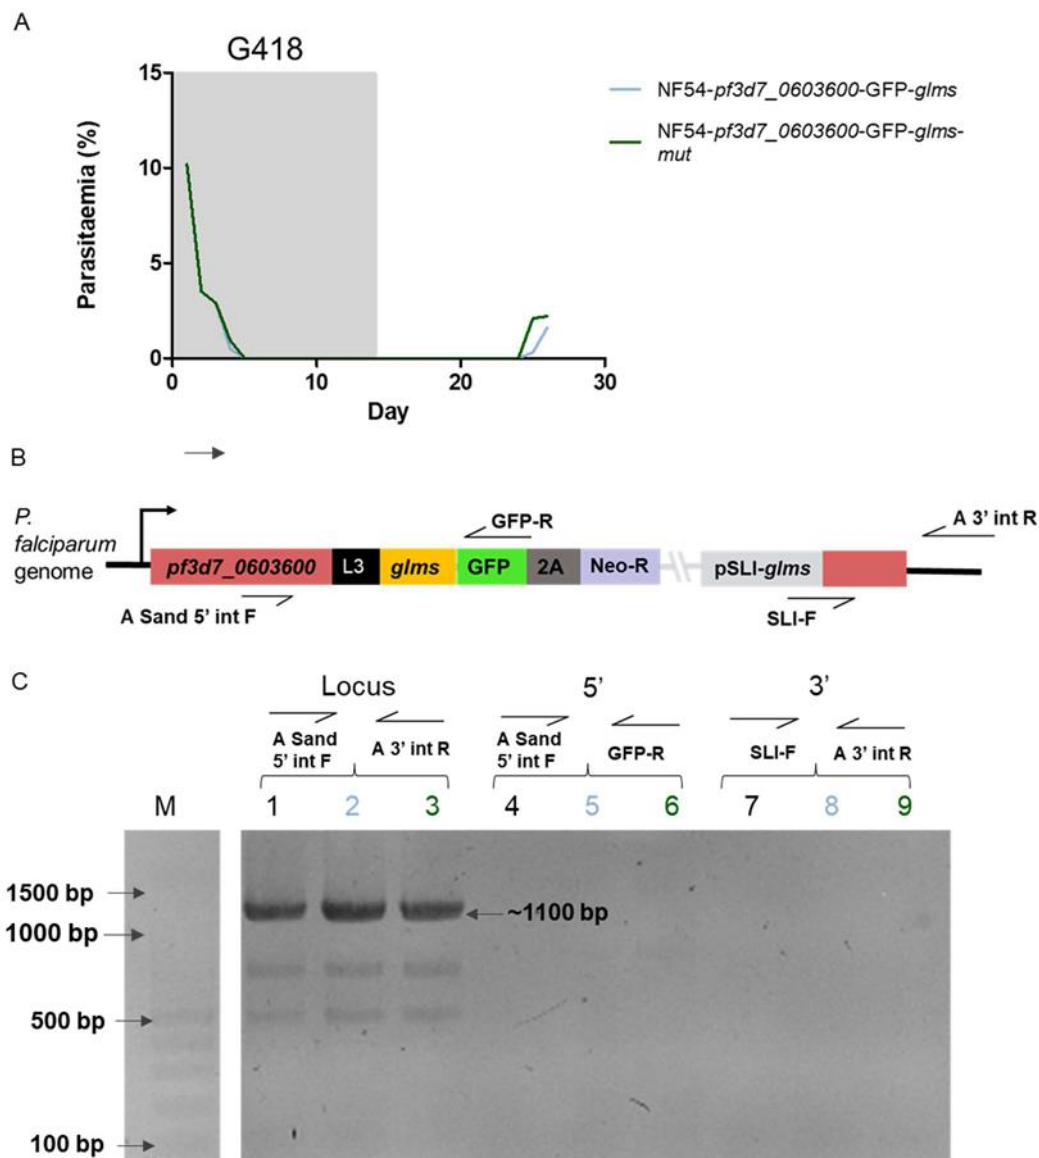 A
G418
15
10
5
0
Parasitaemia (%)
0
10
20
30
Day
NF54-pf3d7_0603600-GFP-glms
NF54-pf3d7_0603600-GFP-glms-
mut
B
P.
falciparum
genome
GFP-R
A 3’ int R
pf3d7_0603600
L3
glms
GFP
2A
Neo-R
pSLI-glms
A Sand 5’ int F
SLI-F
C
Locus
5’
3’
A Sand
5’ int F
A 3’ int R
A Sand
5’ int F
GFP-R
SLI-F
A 3’ int R
M
1
2
3
4
5
6
7
8
9
1500 bp
1000 bp
500 bp
100 bp
~1100 bp